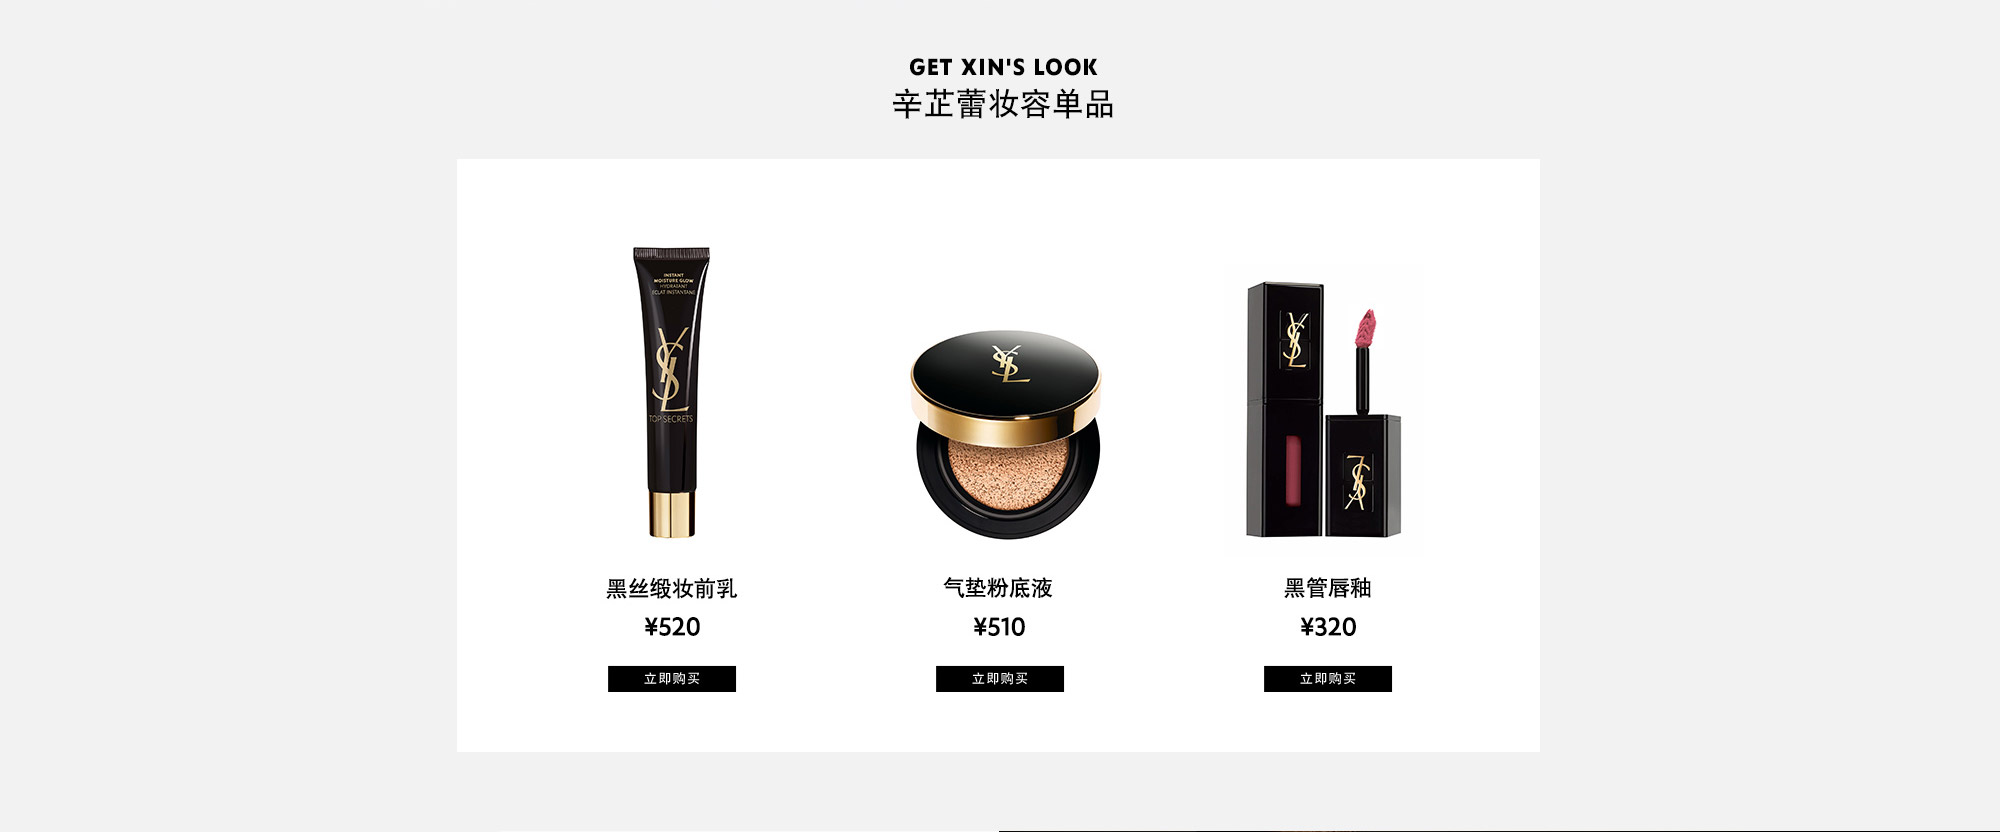 GET XIN'S LOOK
辛芷蕾妆容单品
INSTANT
MOISTURE GLOW
HYDRATANT
ÉCLAT INSTANTANÉ
YSL
TOP SECRETS
YSL
YSL
YSL
黑丝缎妆前乳
气垫粉底液
黑管唇釉
¥520
¥510
¥320
立即购买
立即购买
立即购买